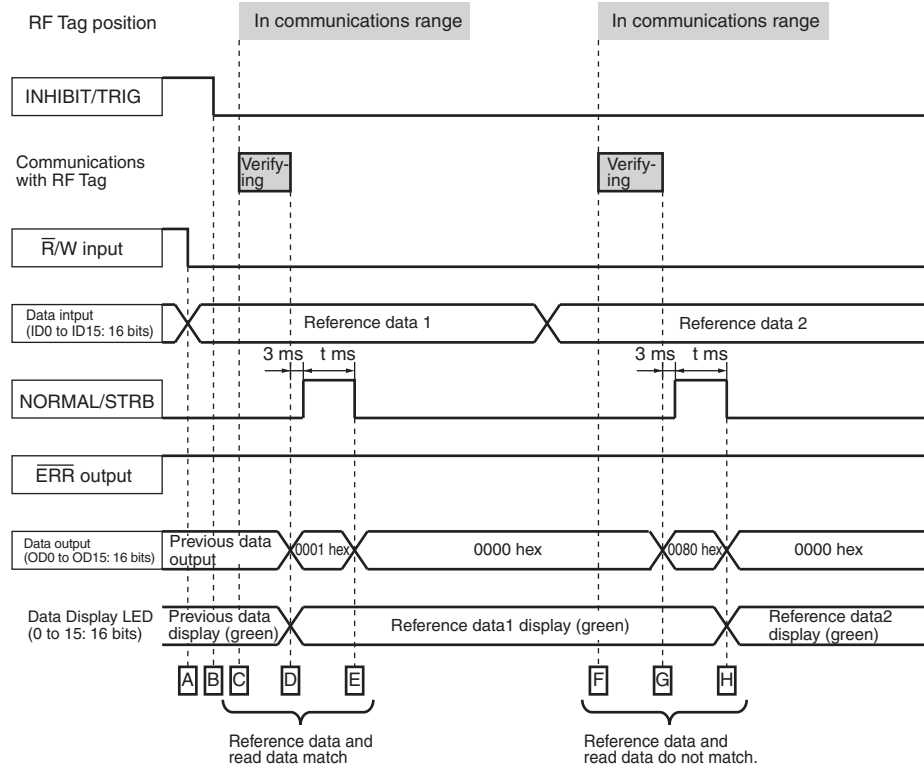 RF Tag position
In communications range
In communications range
INHIBIT/TRIG
Communications
with RF Tag
Verify-
ing
Verify-
ing
R/W input
Data intput
(ID0 to ID15: 16 bits)
Reference data 1
Reference data 2
3 ms
t ms
3 ms
t ms
NORMAL/STRB
ERR output
Data output
(OD0 to OD15: 16 bits)
Previous data
output
0001 hex
0000 hex
0080 hex
0000 hex
Data Display LED
(0 to 15: 16 bits)
Previous data
display (green)
Reference data1 display (green)
Reference data2
display (green)
A
B
C
D
E
F
G
H
Reference data and
read data match
Reference data and
read data do not match.